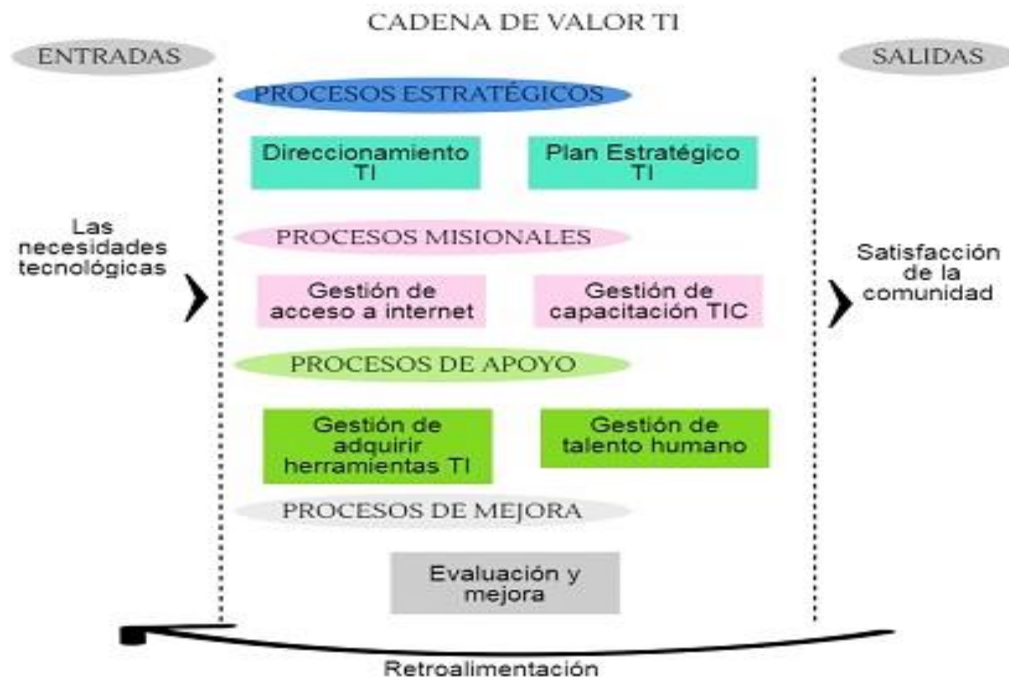 CADENA DE VALOR TI
ENTRADAS
SALIDAS
PROCESOS ESTRATÉGICOS
Direccionamiento
TI
Plan Estratégico
TI
Las
necesidades
tecnológicas
PROCESOS MISIONALES
Gestión de
acceso a internet
Gestión de
capacitación TIC
Satisfacción
de la
comunidad
PROCESOS DE APOYO
Gestión de
adquirir
herramientas TI
Gestión de
talento humano
PROCESOS DE MEJORA
Evaluación y
mejora
Retroalimentación